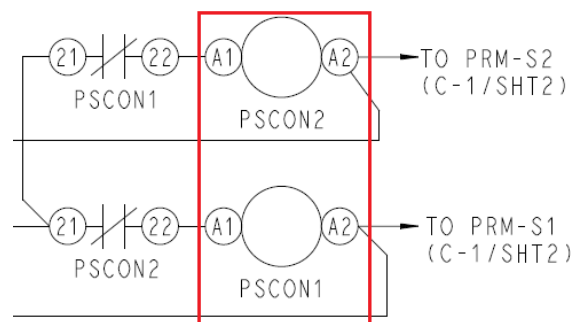 21 22 A1 A2 TO PRM-S2
(C-1/SHT2)
PSCON1
PSCON2
21 22 A1 A2 TO PRM-S1
(C-1/SHT2)
PSCON2
PSCON1